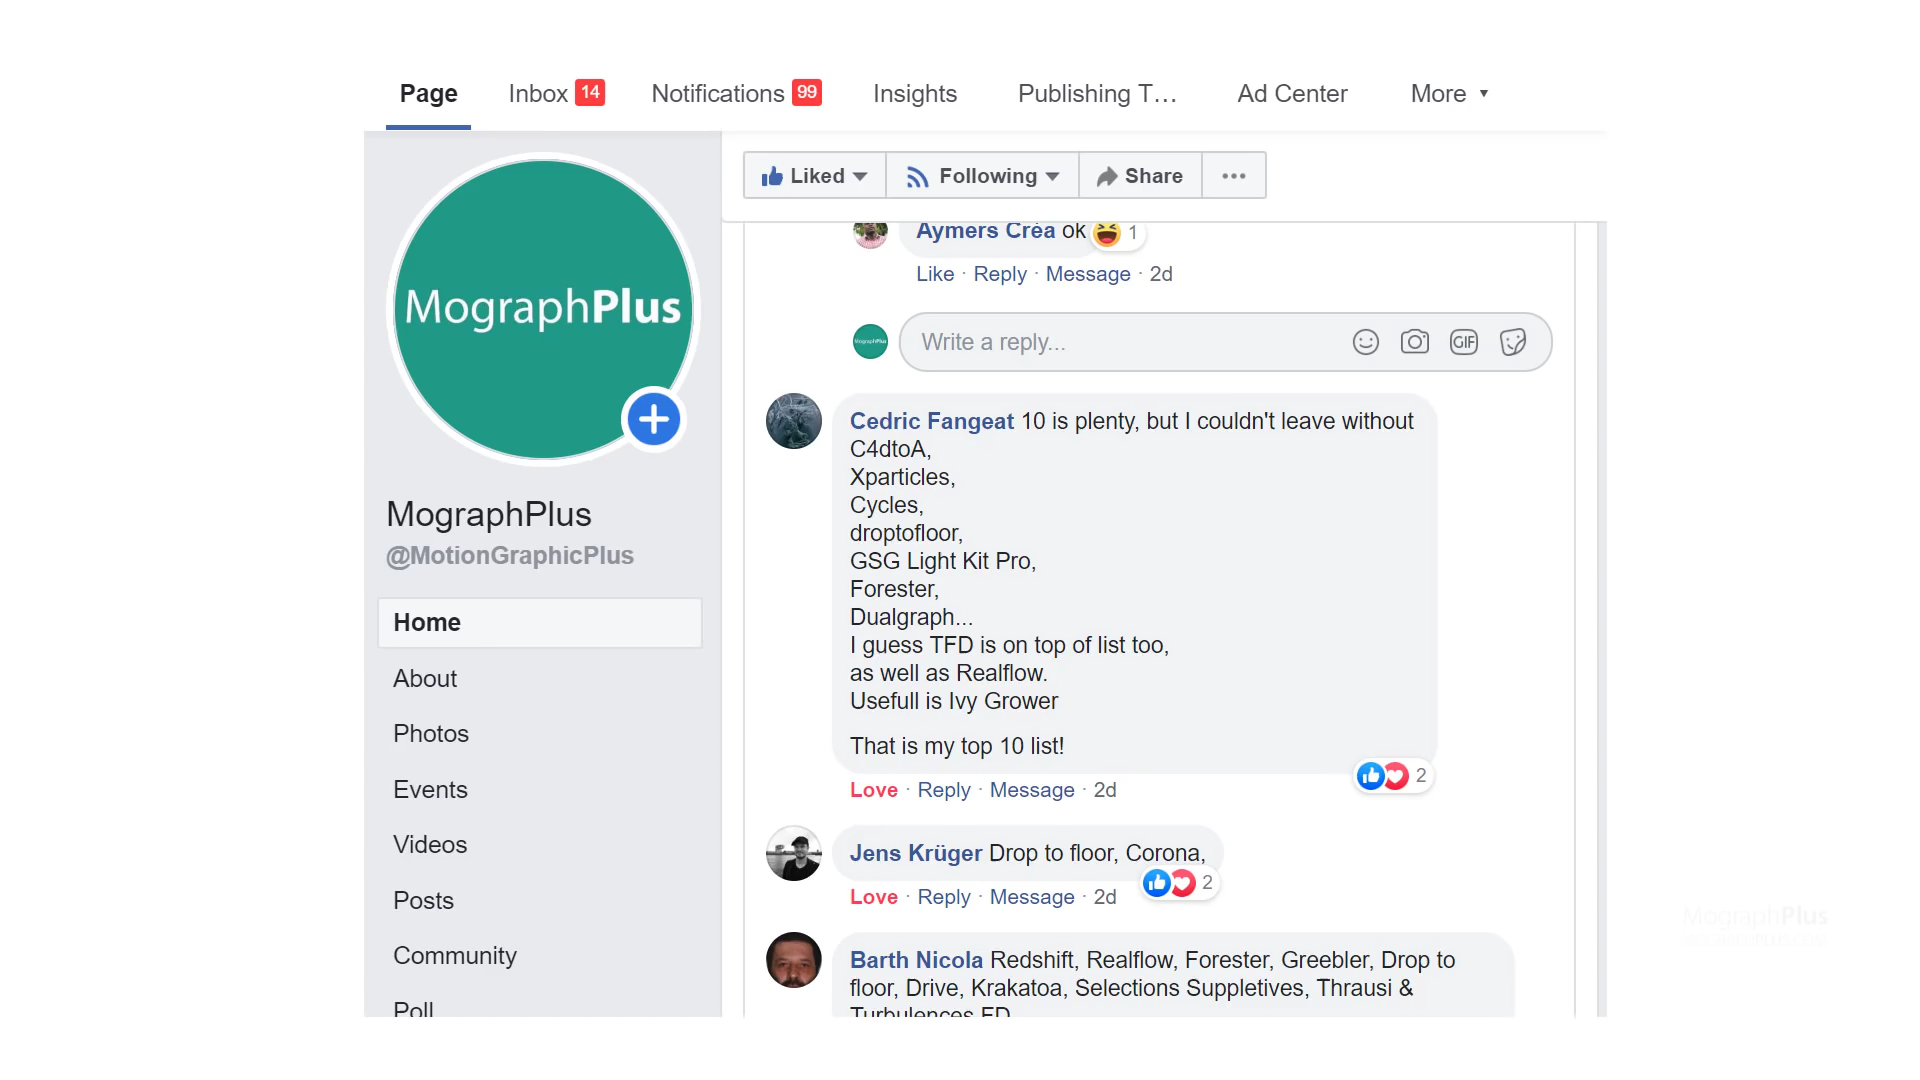 Page
Inbox 14
Notifications 99
Insights
Publishing T...
Ad Center
More
Liked
Following
Share
MographPlus
MographPlus
@MotionGraphicPlus
Home
About
Photos
Events
Videos
Posts
Community
Poll
Aymers Créa ok 1
Like · Reply · Message · 2d
Write a reply...
GIF
Cedric Fangeat 10 is plenty, but I couldn't leave without
C4dtoA,
Xparticles,
Cycles,
droptofloor,
GSG Light Kit Pro,
Forester,
Dualgraph...
I guess TFD is on top of list too,
as well as Realflow.
Usefull is Ivy Grower
That is my top 10 list!
2
Love · Reply · Message · 2d
Jens Krüger Drop to floor, Corona,
2
Love · Reply · Message · 2d
Barth Nicola Redshift, Realflow, Forester, Greebler, Drop to
floor, Drive, Krakatoa, Selections Suppletives, Thrausi &
Turbulences FD
MographPlus